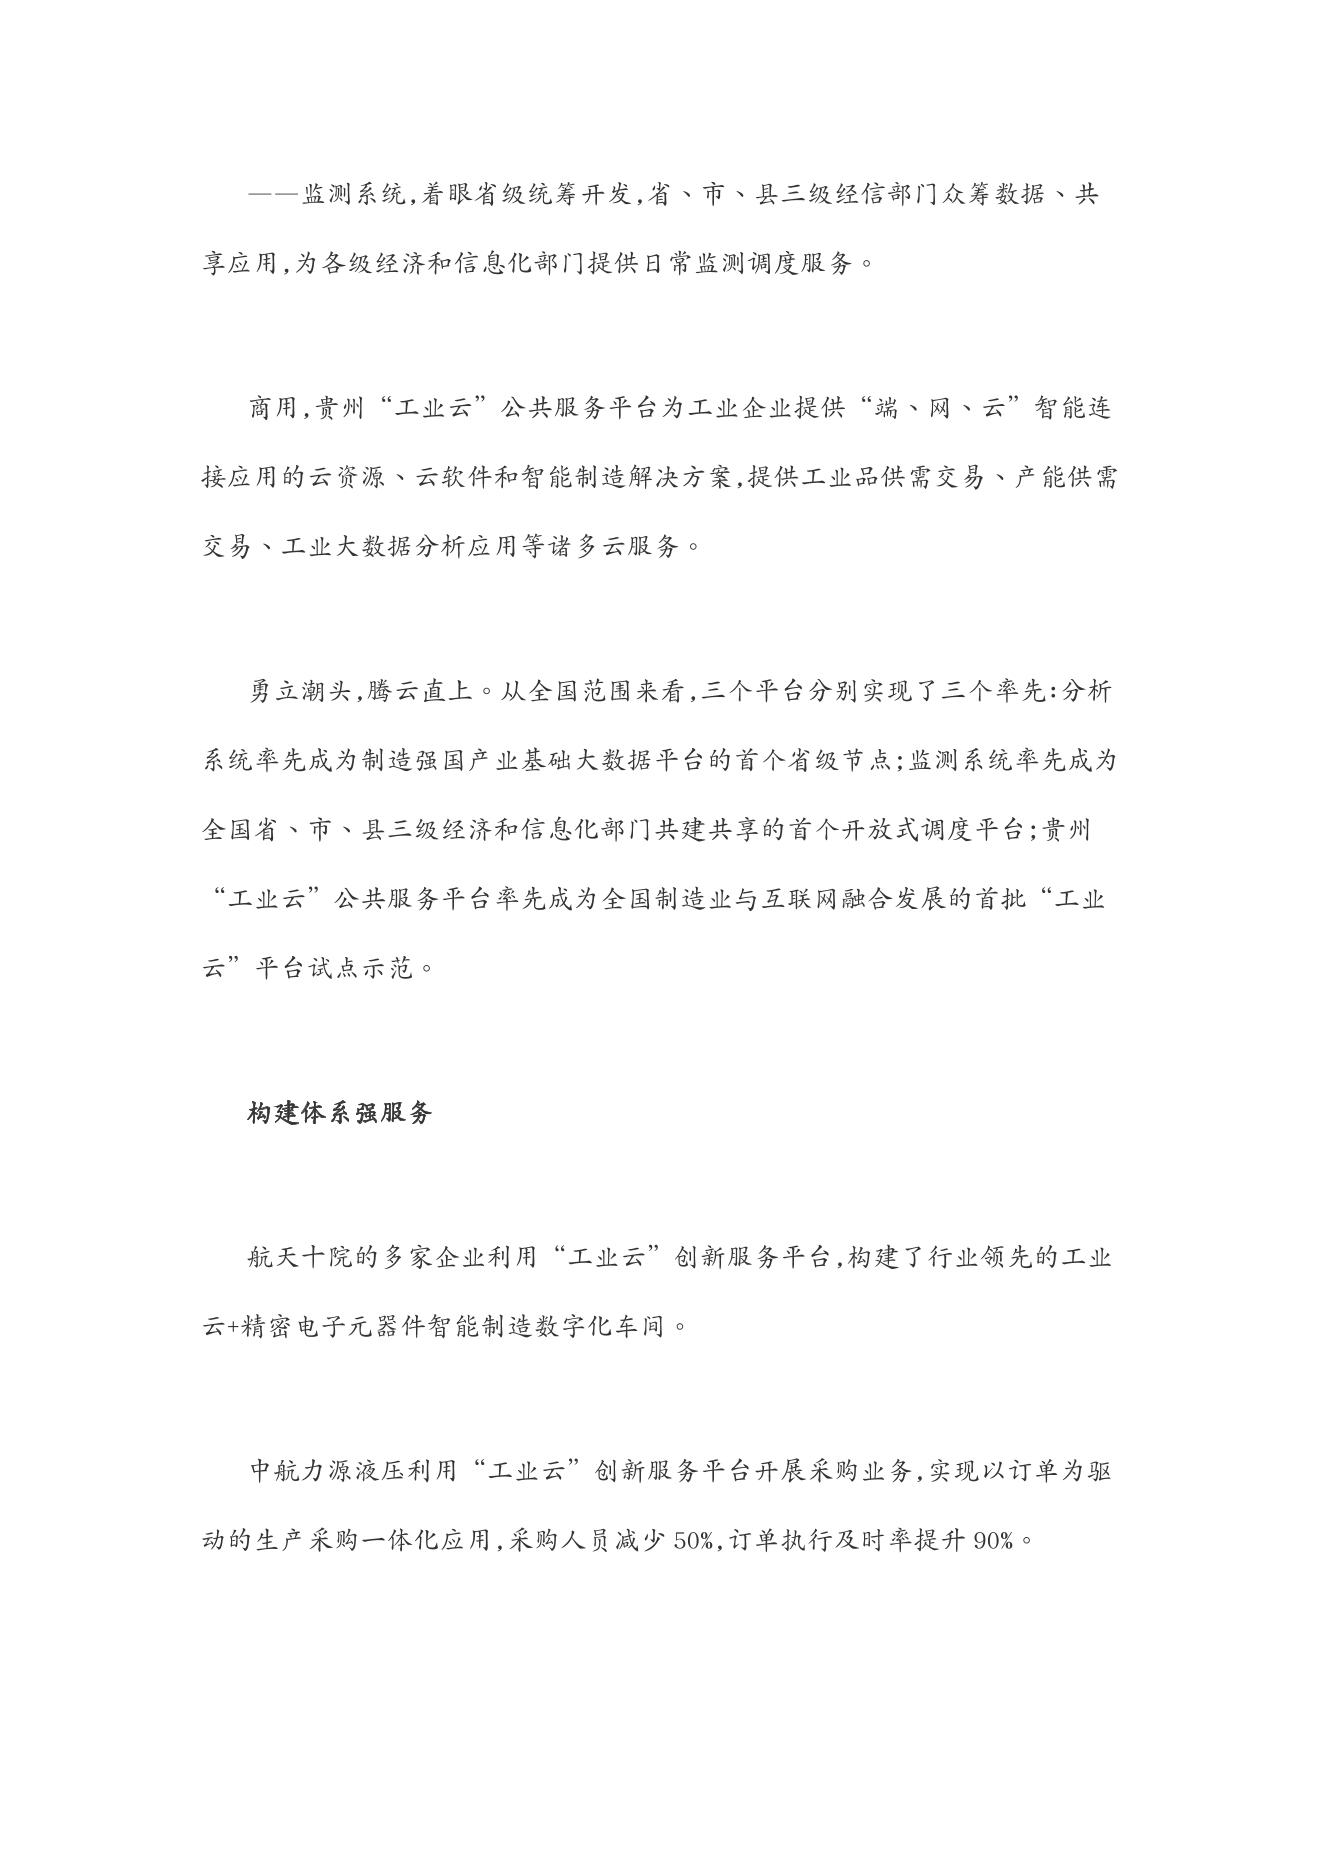 ——监测系统,着眼省级统筹开发,省、市、县三级经信部门众筹数据、共
享应用,为各级经济和信息化部门提供日常监测调度服务。
商用,贵州“工业云”公共服务平台为工业企业提供“端、网、云”智能连
接应用的云资源、云软件和智能制造解决方案,提供工业品供需交易、产能供需
交易、工业大数据分析应用等诸多云服务。
勇立潮头,腾云直上。从全国范围来看,三个平台分别实现了三个率先:分析
系统率先成为制造强国产业基础大数据平台的首个省级节点;监测系统率先成为
全国省、市、县三级经济和信息化部门共建共享的首个开放式调度平台;贵州
“工业云”公共服务平台率先成为全国制造业与互联网融合发展的首批“工业
云”平台试点示范。
构建体系强服务
航天十院的多家企业利用“工业云”创新服务平台,构建了行业领先的工业
云+精密电子元器件智能制造数字化车间。
中航力源液压利用“工业云”创新服务平台开展采购业务,实现以订单为驱
动的生产采购一体化应用,采购人员减少 50%,订单执行及时率提升 90%。